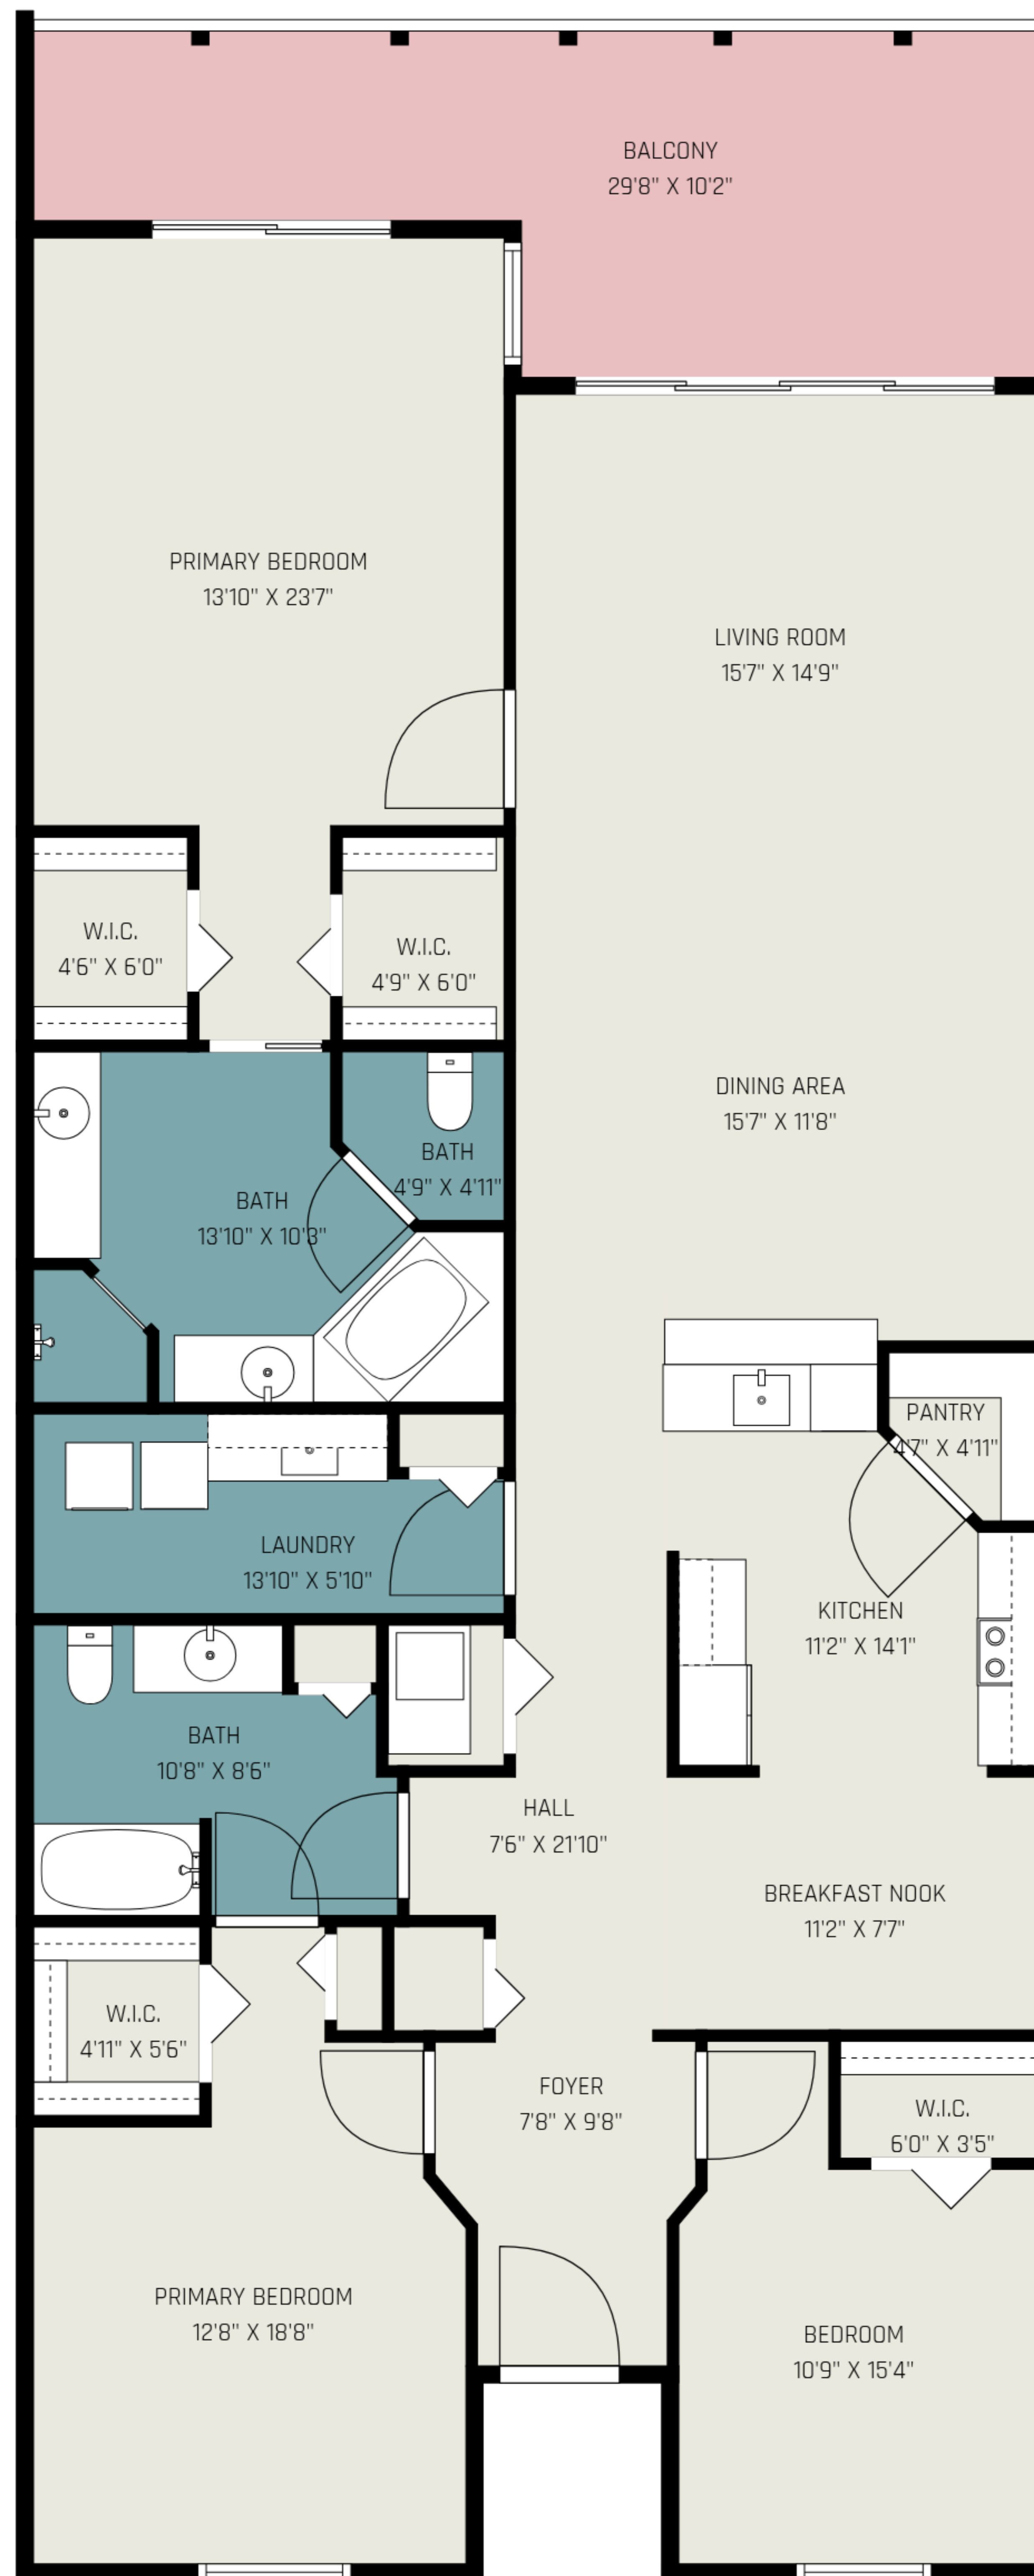 BALCONY
29'8" X 10'2"
PRIMARY BEDROOM
13'10" X 23'7"
LIVING ROOM
15'7" X 14'9"
W.I.C.
4'6" X 6'0"
W.I.C.
4'9" X 6'0"
DINING AREA
15'7" X 11'8"
BATH
4'9" X 4'11"
BATH
13'10" X 10'3"
PANTRY
4'7" X 4'11"
LAUNDRY
13'10" X 5'10"
KITCHEN
11'2" X 14'1"
BATH
10'8" X 8'6"
HALL
7'6" X 21'10"
BREAKFAST NOOK
11'2" X 7'7"
W.I.C.
4'11" X 5'6"
FOYER
7'8" X 9'8"
W.I.C.
6'0" X 3'5"
PRIMARY BEDROOM
12'8" X 18'8"
BEDROOM
10'9" X 15'4"